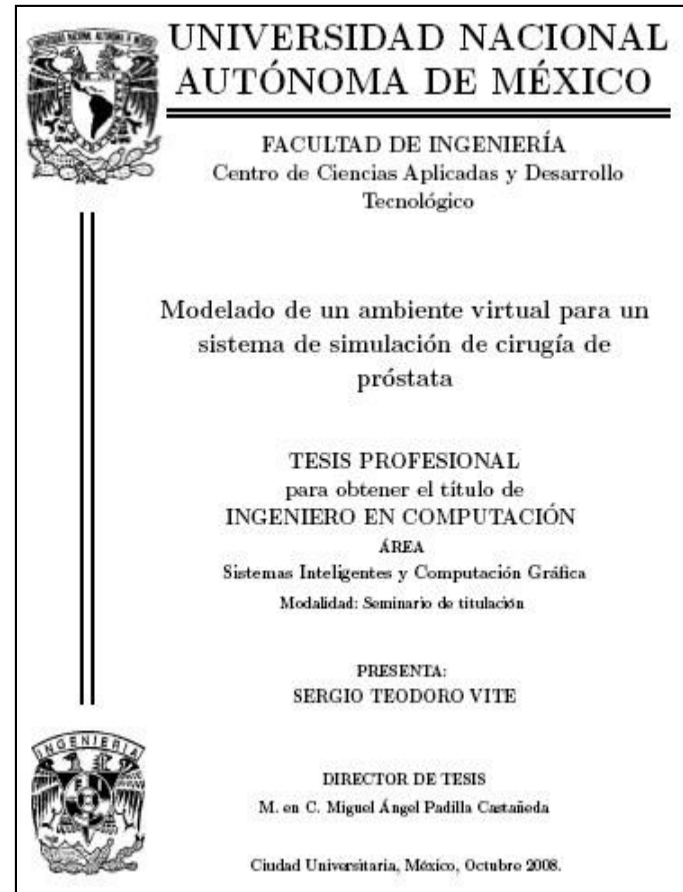 UNIVERSIDAD NACIONAL
AUTÓNOMA DE MÉXICO
FACULTAD DE INGENIERÍA
Centro de Ciencias Aplicadas y Desarrollo
Tecnológico
Modelado de un ambiente virtual para un
sistema de simulación de cirugía de
próstata
TESIS PROFESIONAL
para obtener el título de
INGENIERO EN COMPUTACIÓN
ÁREA
Sistemas Inteligentes y Computación Gráfica
Modalidad: Seminario de titulación
PRESENTA:
SERGIO TEODORO VITE
INGENIERIA
DIRECTOR DE TESIS
M. en C. Miguel Ángel Padilla Castañeda
Ciudad Universitaria, México, Octubre 2008.